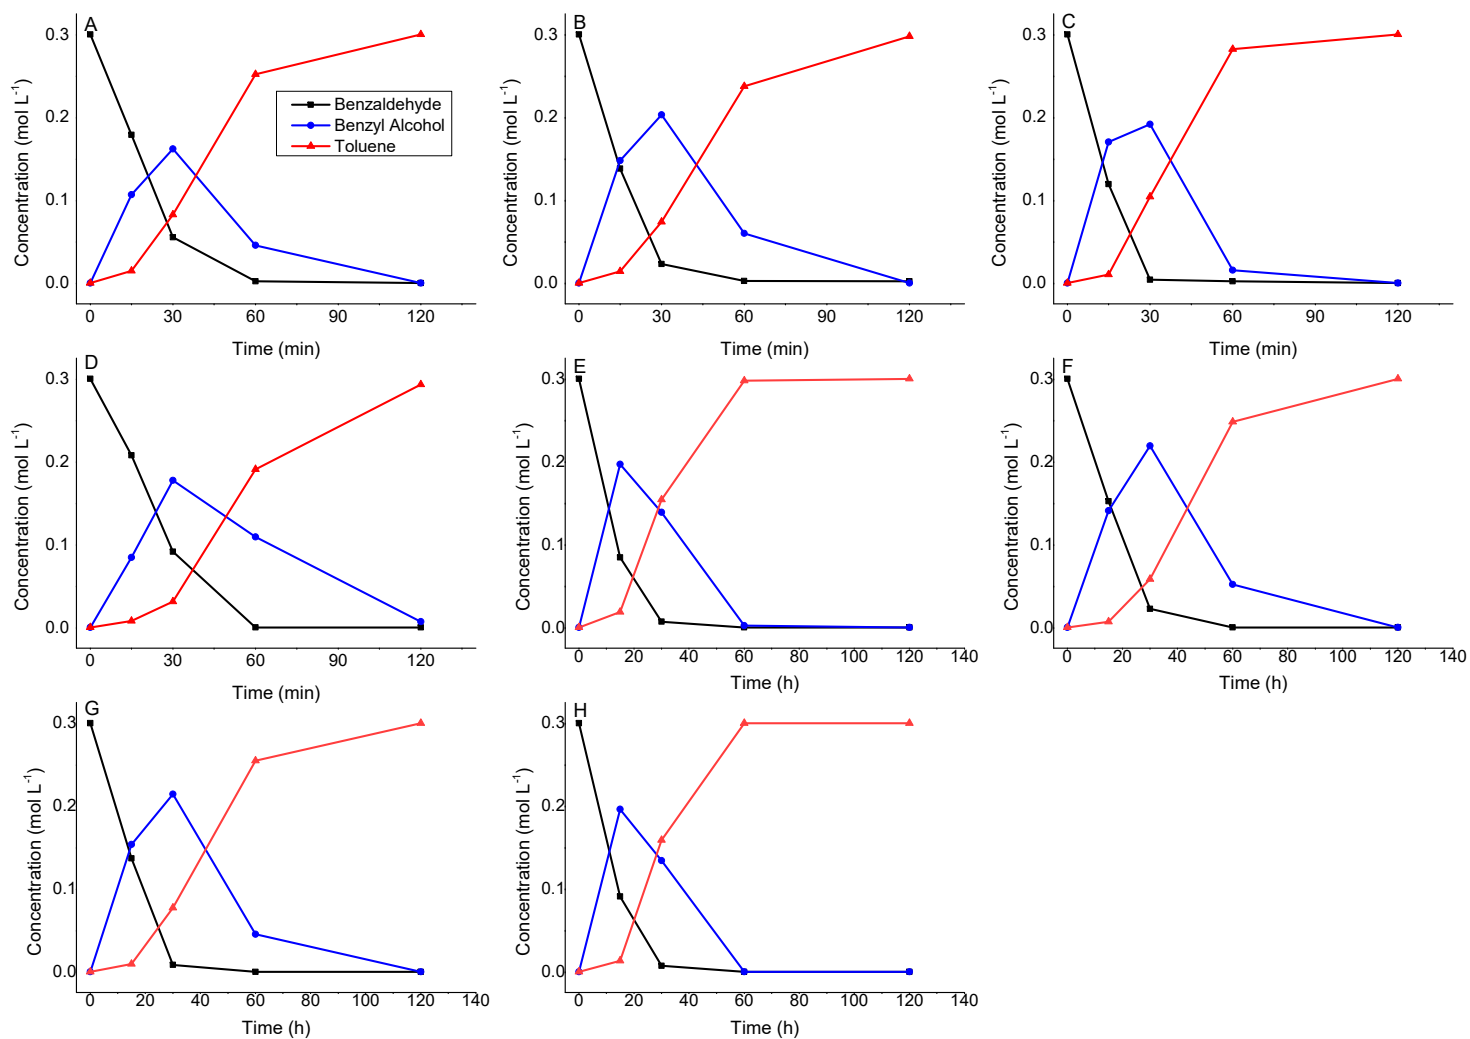 A
Concentration (mol L-1)
0.3
0.2
0.1
0.0
Benzaldehyde
Benzyl Alcohol
Toluene
0 30 60 90 120
Time (min)
B
Concentration (mol L-1)
0.3
0.2
0.1
0.0
0 30 60 90 120
Time (min)
C
Concentration (mol L-1)
0.3
0.2
0.1
0.0
0 30 60 90 120
Time (min)
D
Concentration (mol L-1)
0.3
0.2
0.1
0.0
0 30 60 90 120
Time (min)
E
Concentration (mol L-1)
0.3
0.2
0.1
0.0
0 20 40 60 80 100 120 140
Time (h)
F
Concentration (mol L-1)
0.3
0.2
0.1
0.0
0 20 40 60 80 100 120 140
Time (h)
G
Concentration (mol L-1)
0.3
0.2
0.1
0.0
0 20 40 60 80 100 120 140
Time (h)
H
Concentration (mol L-1)
0.3
0.2
0.1
0.0
0 20 40 60 80 100 120 140
Time (h)